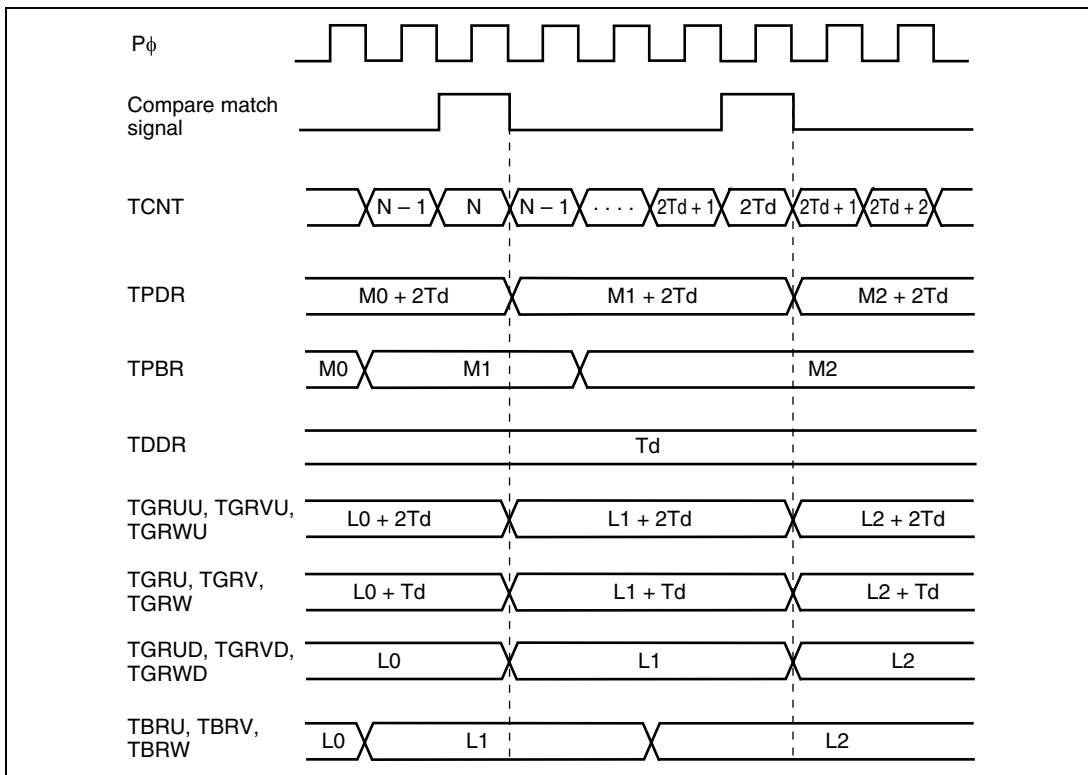 Pϕ
Compare match
signal
TCNT
N – 1 N N – 1 · · · · 2Td + 1 2Td 2Td + 1 2Td + 2
TPDR
M0 + 2Td M1 + 2Td M2 + 2Td
TPBR
M0 M1 M2
TDDR
Td
TGRUU, TGRVU,
TGRWU
L0 + 2Td L1 + 2Td L2 + 2Td
TGRU, TGRV,
TGRW
L0 + Td L1 + Td L2 + Td
TGRUD, TGRVD,
TGRWD
L0 L1 L2
TBRU, TBRV,
TBRW
L0 L1 L2